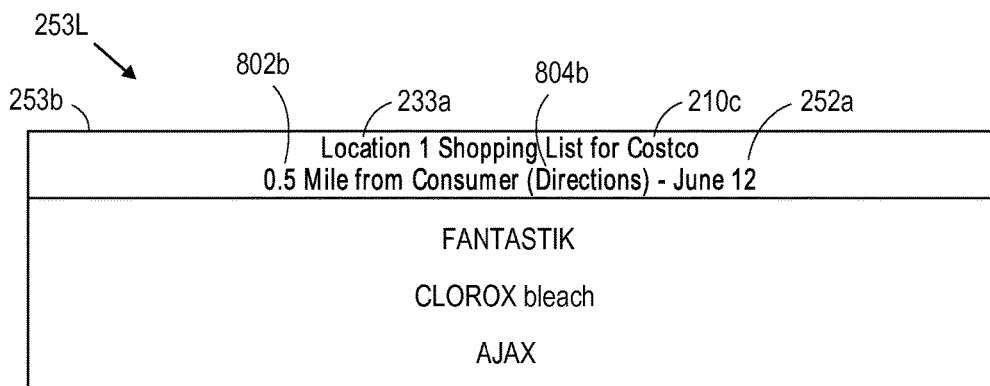 253L
802b
804b
253b
233a
210c
252a
Location 1 Shopping List for Costco
0.5 Mile from Consumer (Directions) - June 12
FANTASTIK
CLOROX bleach
AJAX